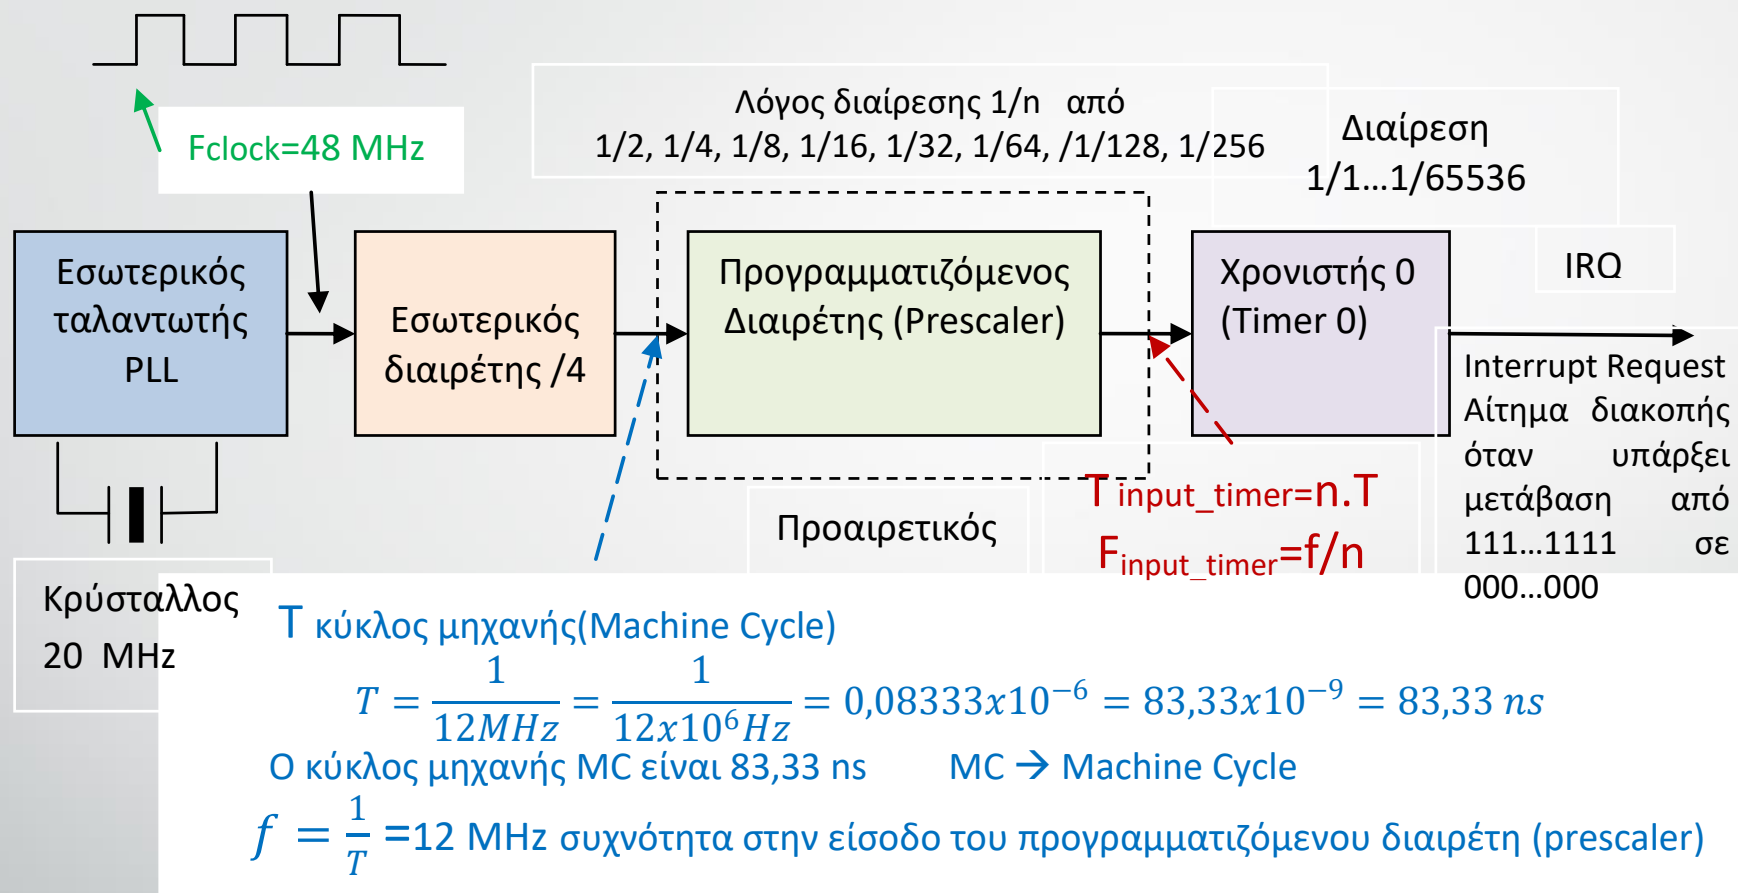 Fclock=48 MHz
Λόγος διαίρεσης 1/n από
1/2, 1/4, 1/8, 1/16, 1/32, 1/64, /1/128, 1/256
Διαίρεση
1/1...1/65536
Εσωτερικός
ταλαντωτής
PLL
Εσωτερικός
διαιρέτης /4
Προγραμματιζόμενος
Διαιρέτης (Prescaler)
Χρονιστής 0
(Timer 0)
IRQ
Interrupt Request
Αίτημα διακοπής
όταν υπάρξει
μετάβαση από
111...1111 σε
000...000
Προαιρετικός
T input_timer=n.T
F input_timer=f/n
Κρύσταλλος
20 MHz
T κύκλος μηχανής(Machine Cycle)
T = 1/12MHz = 1/12x10⁶Hz = 0,08333x10⁻⁶ = 83,33x10⁻⁹ = 83,33 ns
Ο κύκλος μηχανής MC είναι 83,33 ns MC → Machine Cycle
f = 1/T =12 MHz συχνότητα στην είσοδο του προγραμματιζόμενου διαιρέτη (prescaler)